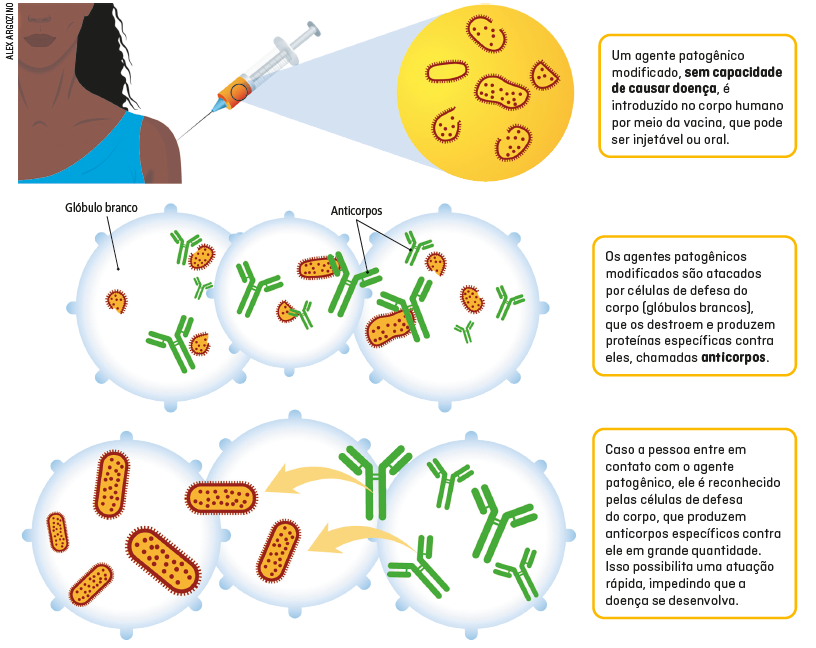 ALEX ARGOZINO
Um agente patogênico
modificado, sem capacidade
de causar doença, é
introduzido no corpo humano
por meio da vacina, que pode
ser injetável ou oral.
Glóbulo branco
Anticorpos
Os agentes patogênicos
modificados são atacados
por células de defesa do
corpo (glóbulos brancos),
que os destroem e produzem
proteínas específicas contra
eles, chamadas anticorpos.
Caso a pessoa entre em
contato com o agente
patogênico, ele é reconhecido
pelas células de defesa
do corpo, que produzem
anticorpos específicos contra
ele em grande quantidade.
Isso possibilita uma atuação
rápida, impedindo que a
doença se desenvolva.